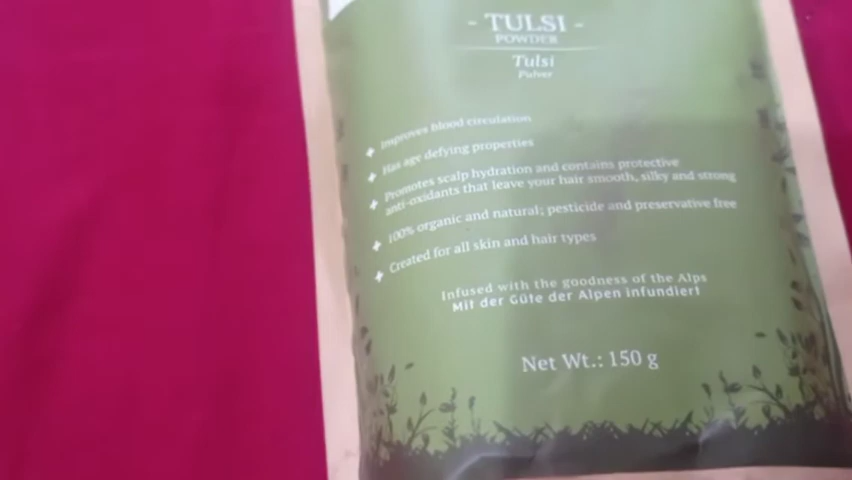 - TULSI -
POWDER
Tulsi
Pulver
Improves blood circulation
Has age defying properties
Promotes scalp hydration and contains protective
anti-oxidants that leave your hair smooth, silky and strong
100% organic and natural; pesticide and preservative free
Created for all skin and hair types
Infused with the goodness of the Alps
Mit der Güte der Alpen infundiert
Net Wt.: 150 g